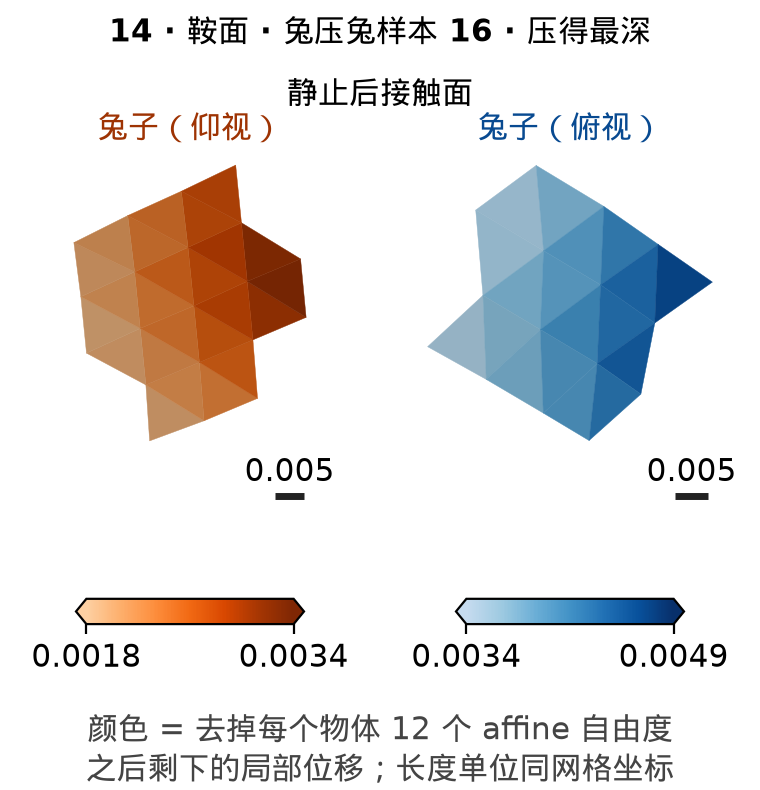 14 · 鞍面 · 兔压兔样本 16 · 压得最深
静止后接触面
兔子（仰视）
兔子（俯视）
0.005
0.005
0.0018
0.0034
0.0034
0.0049
颜色 = 去掉每个物体 12 个 affine 自由度
之后剩下的局部位移；长度单位同网格坐标